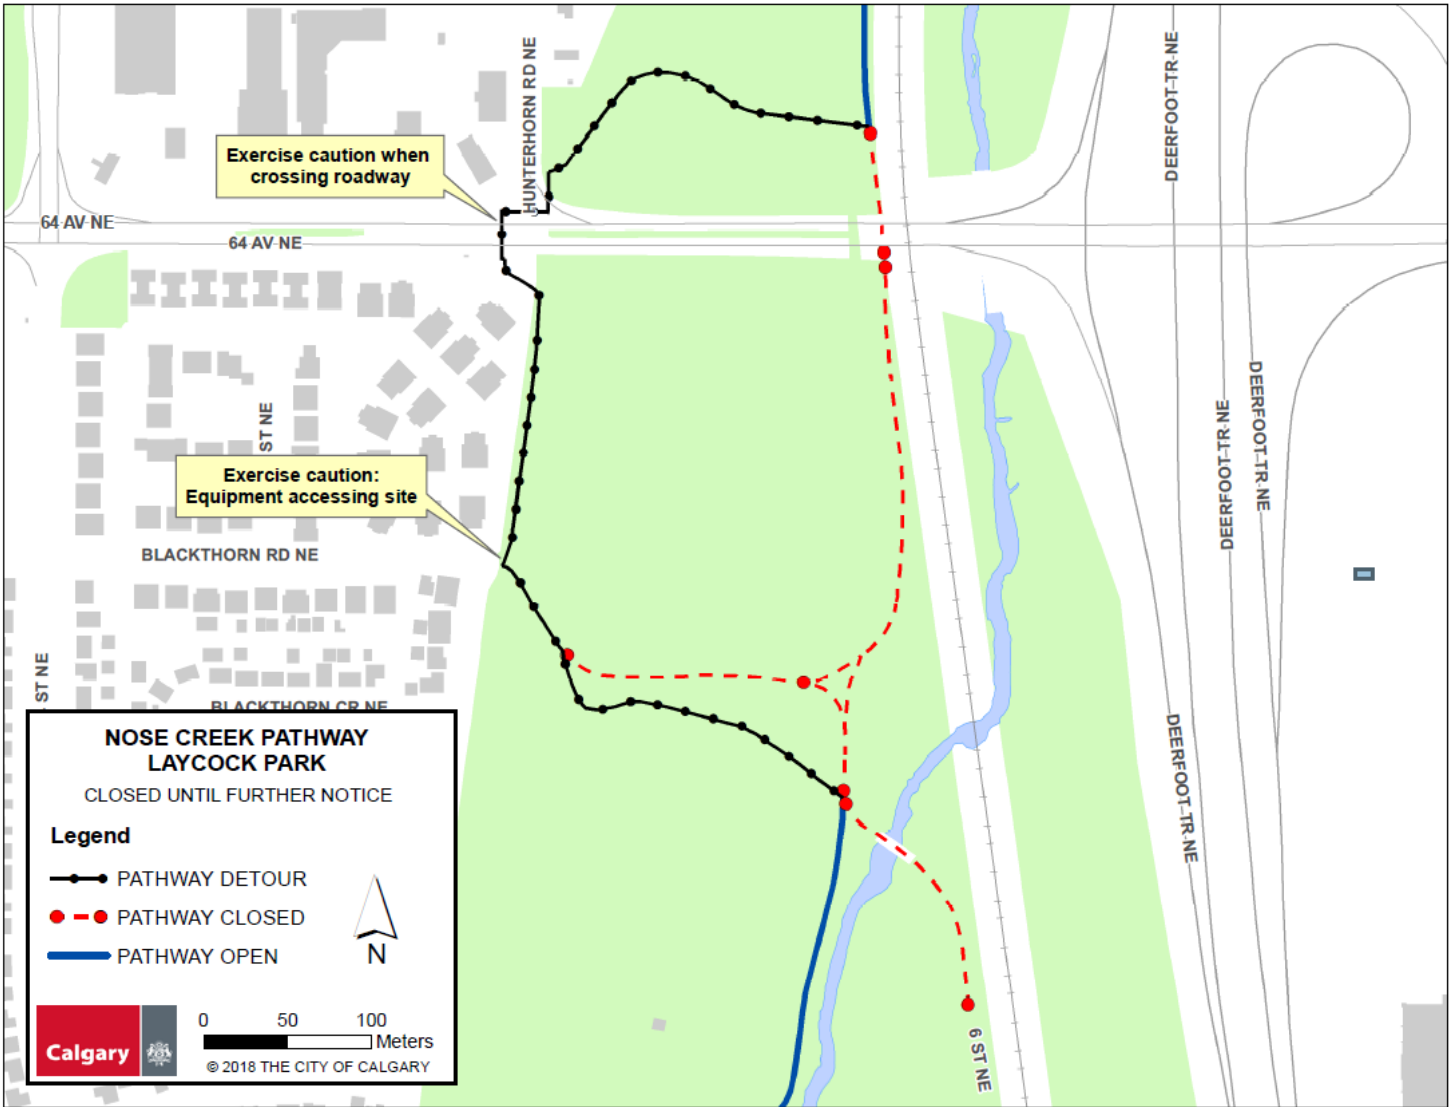 HUNTERHORN RD NE
DEERFOOT-TR-NE
Exercise caution when
crossing roadway
64 AV NE
64 AV NE
DEERFOOT-TR-NE
DEERFOOT-TR-NE
ST NE
Exercise caution:
Equipment accessing site
BLACKTHORN RD NE
ST NE
BLACKTHORN CR NE
DEERFOOT-TR-NE
NOSE CREEK PATHWAY
LAYCOCK PARK
CLOSED UNTIL FURTHER NOTICE
Legend
PATHWAY DETOUR
PATHWAY CLOSED
PATHWAY OPEN
N
0 50 100
Meters
Calgary
© 2018 THE CITY OF CALGARY
6 ST NE